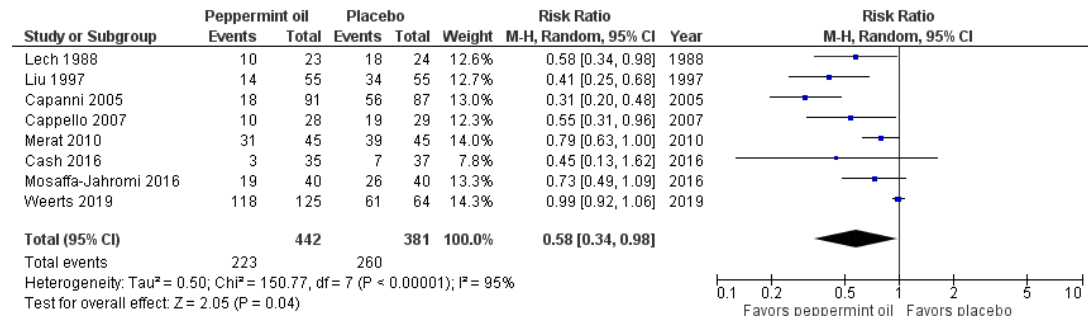 Peppermint oil Placebo Risk Ratio Risk Ratio
Study or Subgroup Events Total Events Total Weight M-H, Random, 95% CI Year M-H, Random, 95% CI
Lech 1988 10 23 18 24 12.6% 0.58 [0.34, 0.98] 1988
Liu 1997 14 55 34 55 12.8% 0.41 [0.25, 0.68] 1997
Capanni 2005 18 91 56 87 13.0% 0.31 [0.20, 0.48] 2005
Cappello 2007 10 28 19 29 12.5% 0.55 [0.31, 0.96] 2007
Merat 2010 31 45 39 45 14.0% 0.79 [0.63, 1.00] 2010
Cash 2016 3 35 7 37 7.8% 0.45 [0.13, 1.62] 2016
Mosaffa-Jahromi 2016 19 40 26 40 13.3% 0.73 [0.49, 1.09] 2016
Weerts 2019 118 125 61 64 14.3% 0.99 [0.92, 1.06] 2019
Total (95% CI) 442 381 100.0% 0.58 [0.34, 0.98]
Total events 223 260
Heterogeneity: Tau² = 0.50; Chi² = 150.77, df = 7 (P < 0.00001); I² = 95%
Test for overall effect: Z = 2.05 (P = 0.04)
0.1 0.2 0.5 1 2 5 10
Favors peppermint oil Favors placebo